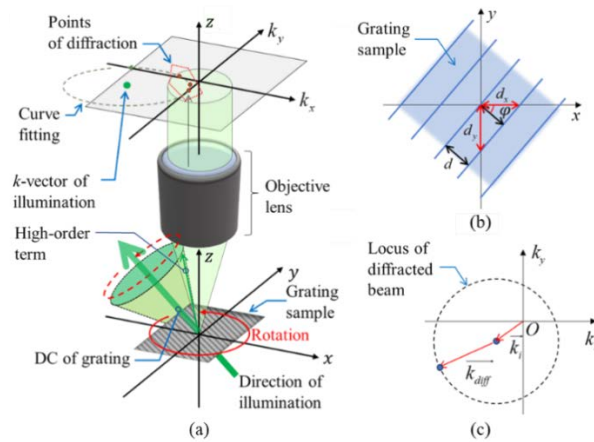 Points
of diffraction
z
k_y
k_x
Curve
fitting
k-vector of
illumination
Objective
lens
High-order
term
z
y
Grating
sample
Rotation
x
DC of grating
Direction of
illumination
(a)
Grating
sample
y
d_x
φ
d_y
x
d
(b)
Locus of
diffracted
beam
k_y
O
k
k_i
k_diff
(c)